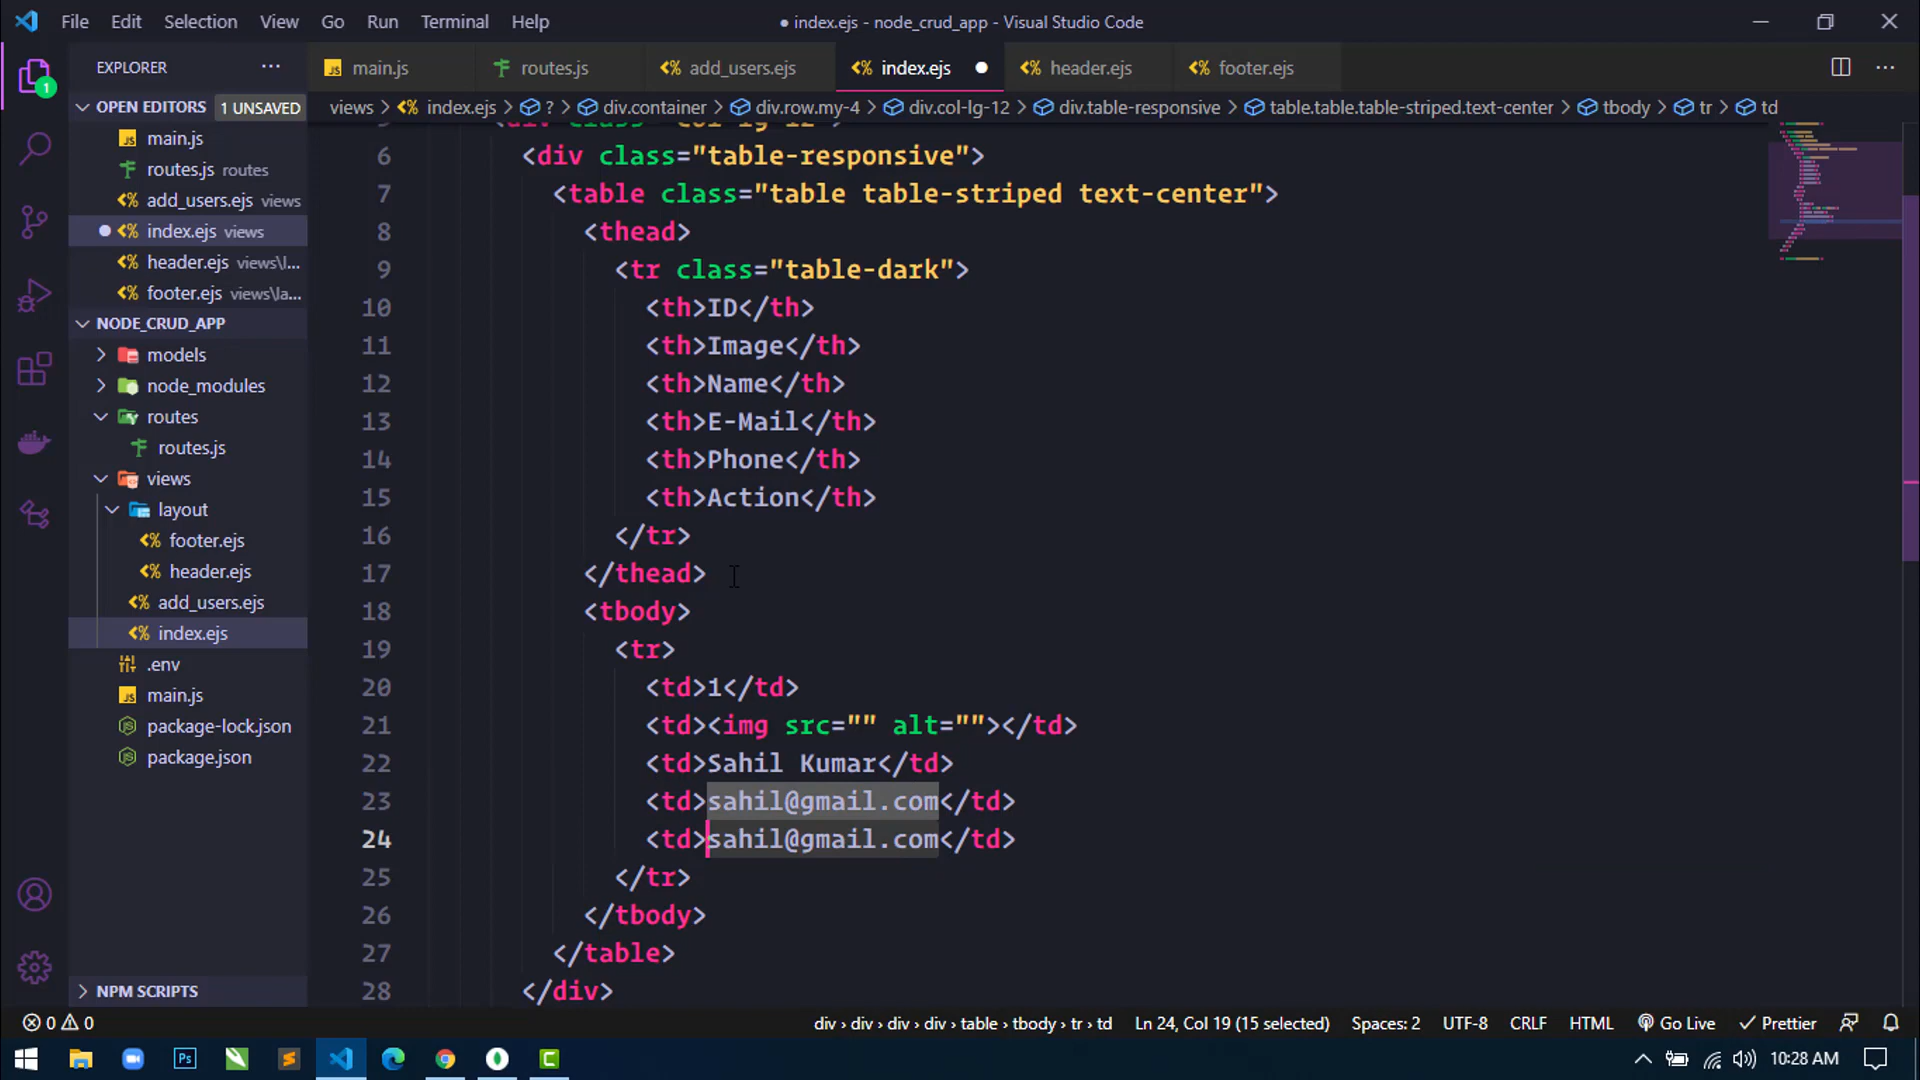 File Edit Selection View Go Run Terminal Help
● index.ejs - node_crud_app - Visual Studio Code
EXPLORER
main.js
routes.js
add_users.ejs
index.ejs
header.ejs
footer.ejs
OPEN EDITORS 1 UNSAVED
views > index.ejs > ? > div.container > div.row.my-4 > div.col-lg-12 > div.table-responsive > table.table.table-striped.text-center > tbody > tr > td
main.js
routes.js routes
add_users.ejs views
index.ejs views
header.ejs views\l...
footer.ejs views\la...
NODE_CRUD_APP
models
node_modules
routes
routes.js
views
layout
footer.ejs
header.ejs
add_users.ejs
index.ejs
.env
main.js
package-lock.json
package.json
NPM SCRIPTS
6 <div class="table-responsive">
7 <table class="table table-striped text-center">
8 <thead>
9 <tr class="table-dark">
10 <th>ID</th>
11 <th>Image</th>
12 <th>Name</th>
13 <th>E-Mail</th>
14 <th>Phone</th>
15 <th>Action</th>
16 </tr>
17 </thead>
18 <tbody>
19 <tr>
20 <td>1</td>
21 <td><img src="" alt=""></td>
22 <td>Sahil Kumar</td>
23 <td>sahil@gmail.com</td>
24 <td>sahil@gmail.com</td>
25 </tr>
26 </tbody>
27 </table>
28 </div>
0 0
div › div › div › div › table › tbody › tr › td
Ln 24, Col 19 (15 selected)
Spaces: 2
UTF-8
CRLF
HTML
Go Live
Prettier
1
Ps
10:28 AM